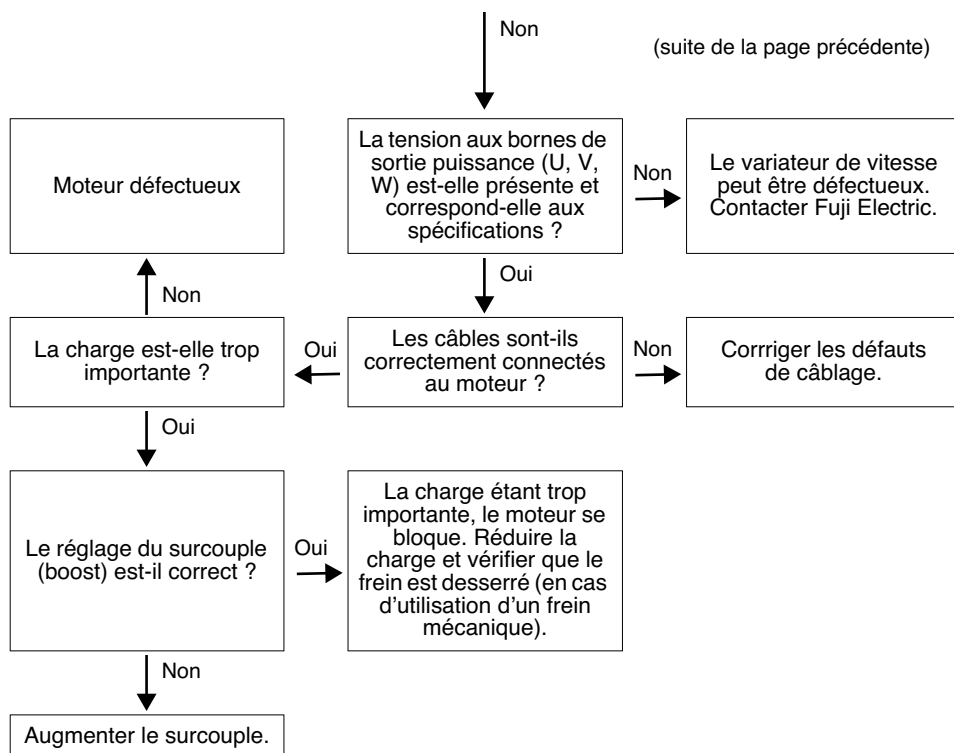 Non
(suite de la page précédente)
Moteur défectueux
La tension aux bornes de
sortie puissance (U, V,
W) est-elle présente et
correspond-elle aux
spécifications ?
Non
Le variateur de vitesse
peut être défectueux.
Contacter Fuji Electric.
Non
Oui
La charge est-elle trop
importante ?
Oui
Les câbles sont-ils
correctement connectés
au moteur ?
Non
Corrriger les défauts
de câblage.
Oui
Le réglage du surcouple
(boost) est-il correct ?
Oui
La charge étant trop
importante, le moteur se
bloque. Réduire la
charge et vérifier que le
frein est desserré (en cas
d'utilisation d'un frein
mécanique).
Non
Augmenter le surcouple.